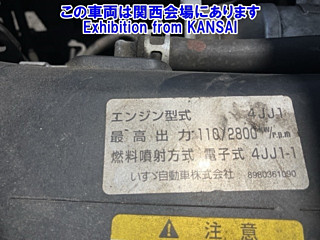 この車両は関西会場にあります
Exhibition from KANSAI
エンジン型式 4JJ1
最高出力 110/2800 kW/r.p.m
燃料噴射方式 電子式 4JJ1-1
いすゞ自動車株式会社 8980361090
注意